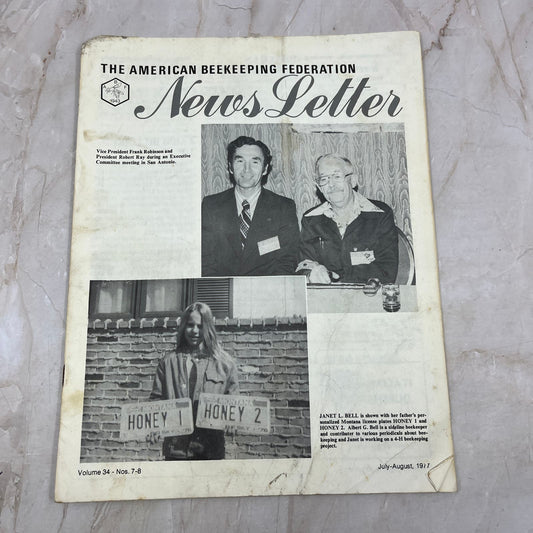 THE AMERICAN BEEKEEPING FEDERATION
News Letter
Vice President Frank Robinson and
President Robert Ray during an Executive
Committee meeting in San Antonio.
HONEY 1
HONEY 2
JANET L. BELL is shown with her father's per-
sonalized Montana license plates HONEY 1 and
HONEY 2. Albert G. Bell is a sideline beekeeper
and contributor to various periodicals about bee-
keeping and Janet is working on a 4-H beekeeping
project.
Volume 34 - Nos. 7-8
July-August, 1977